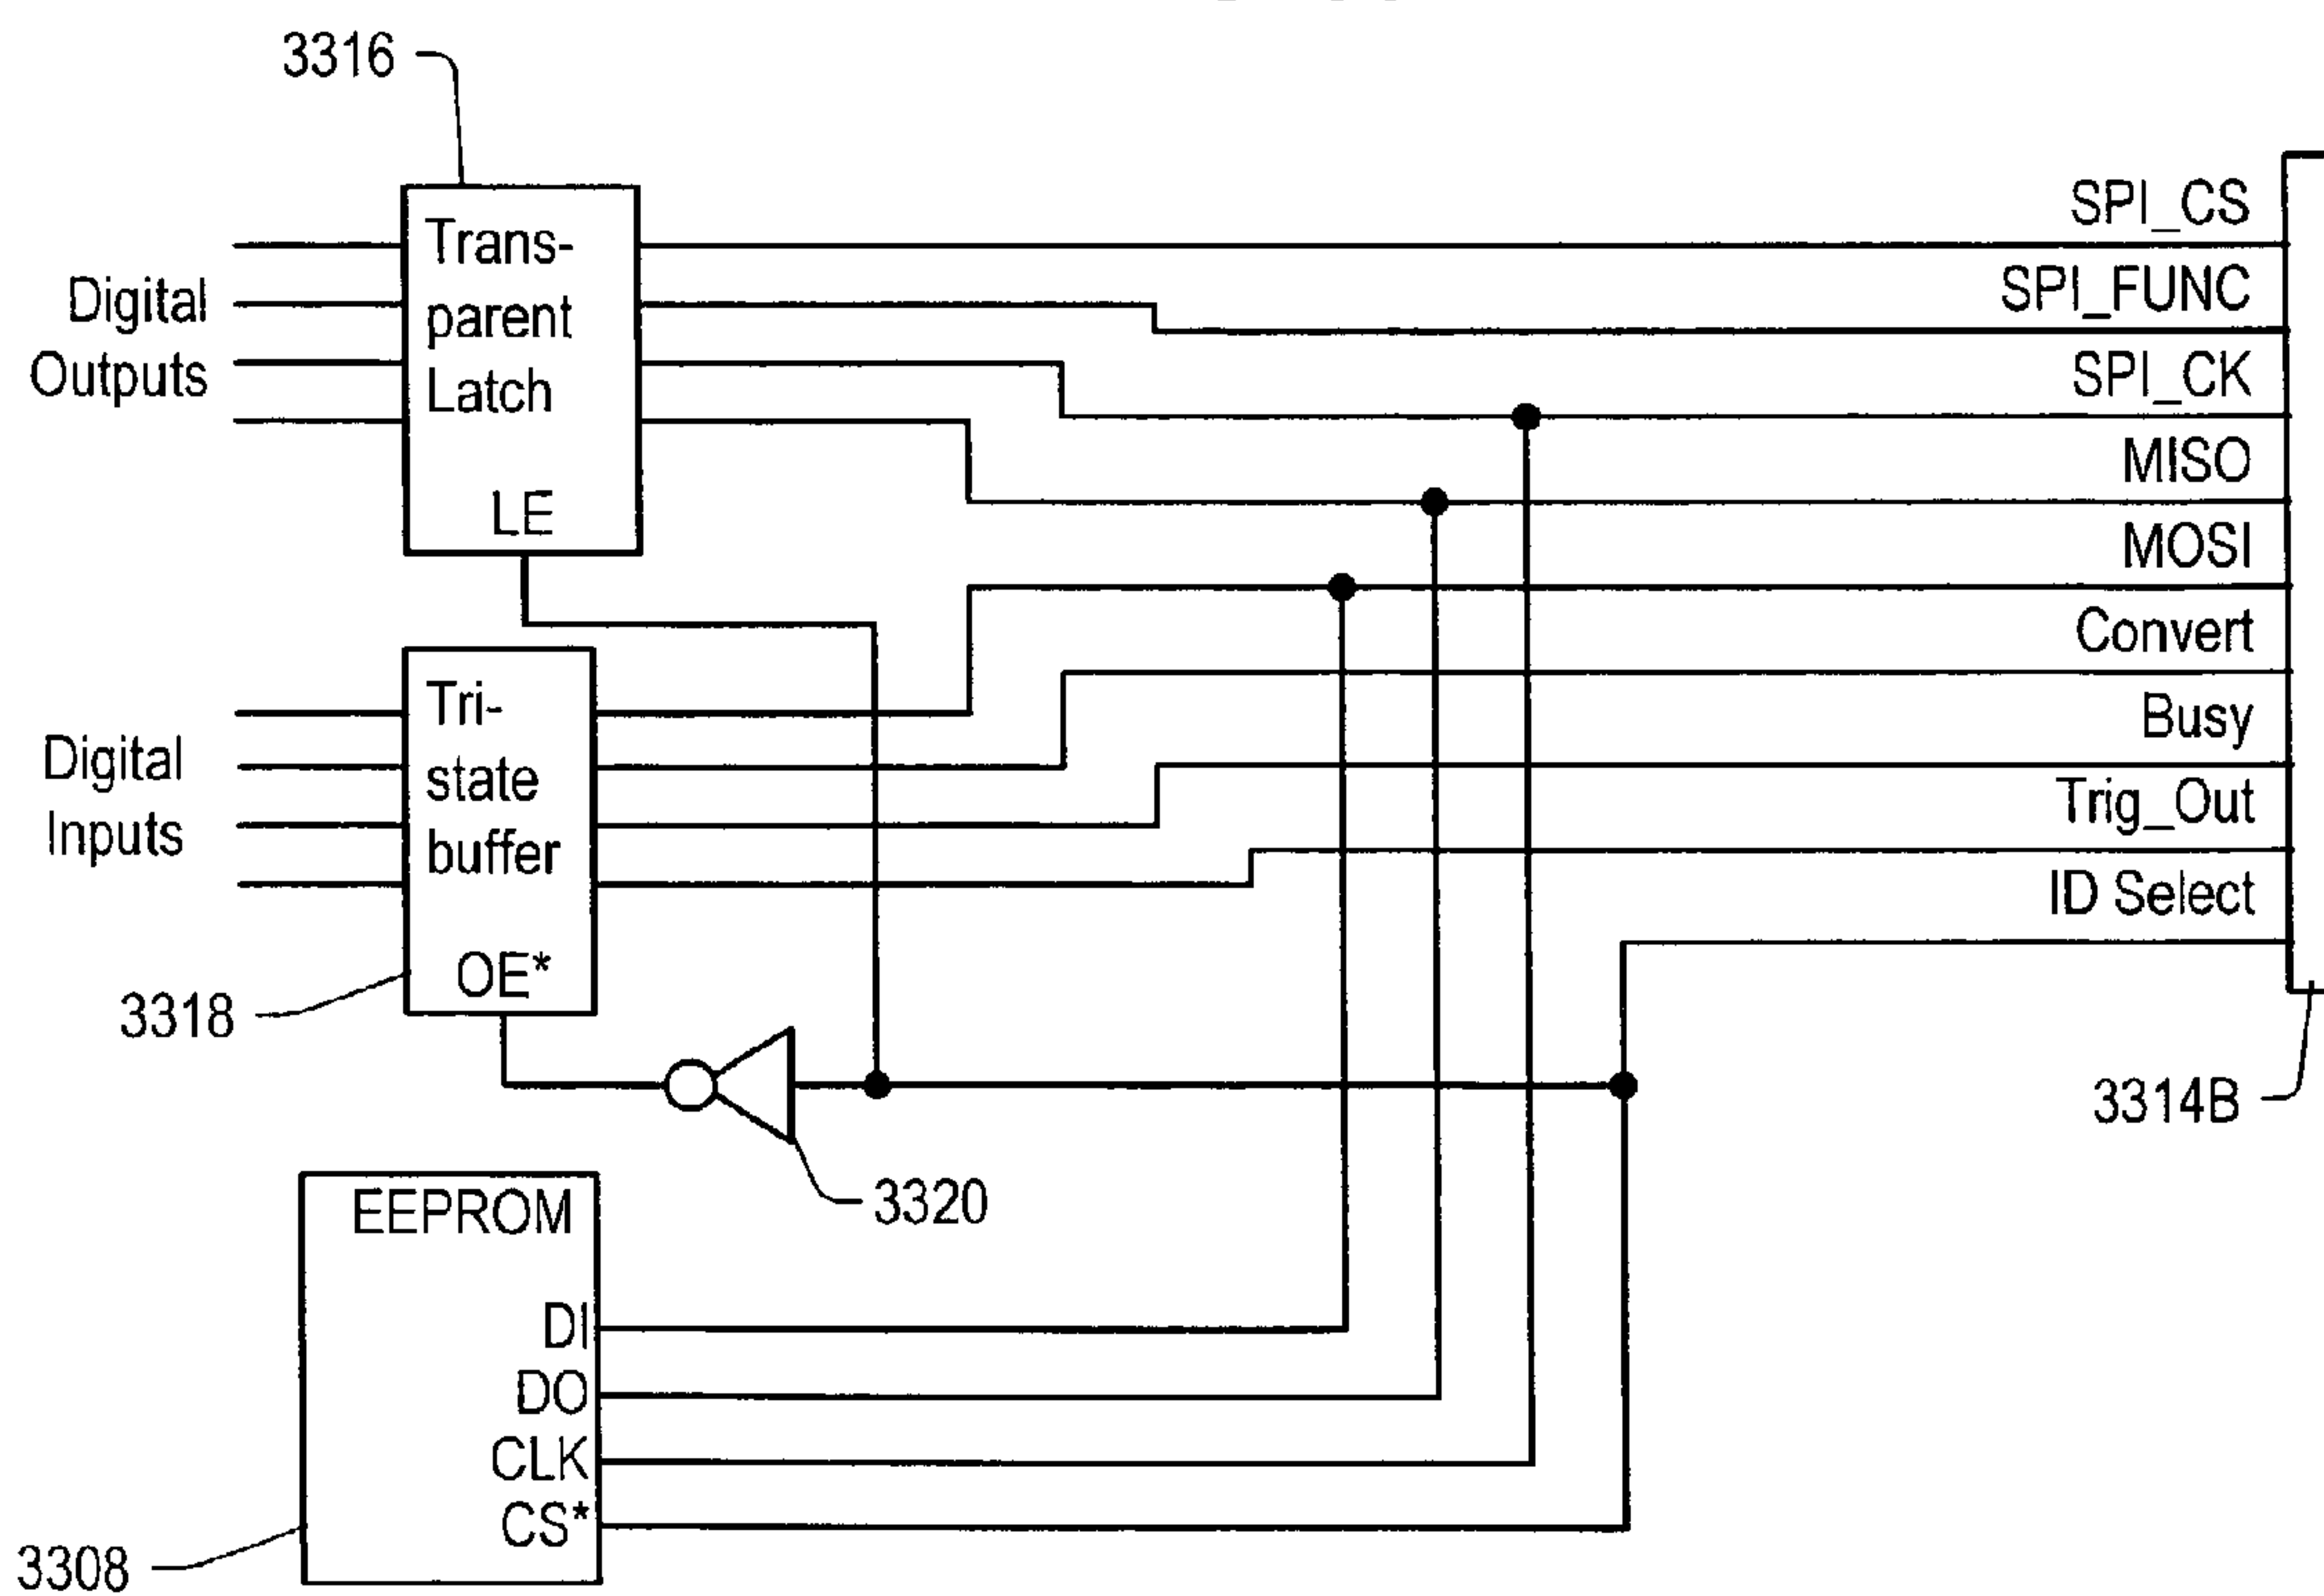 3316
Trans-
parent
Latch
LE
Digital
Outputs
SPI_CS
SPI_FUNC
SPI_CK
MISO
MOSI
Convert
Busy
Trig_Out
ID Select
Tri-
state
buffer
OE*
Digital
Inputs
3318
3314B
3320
EEPROM
DI
DO
CLK
CS*
3308